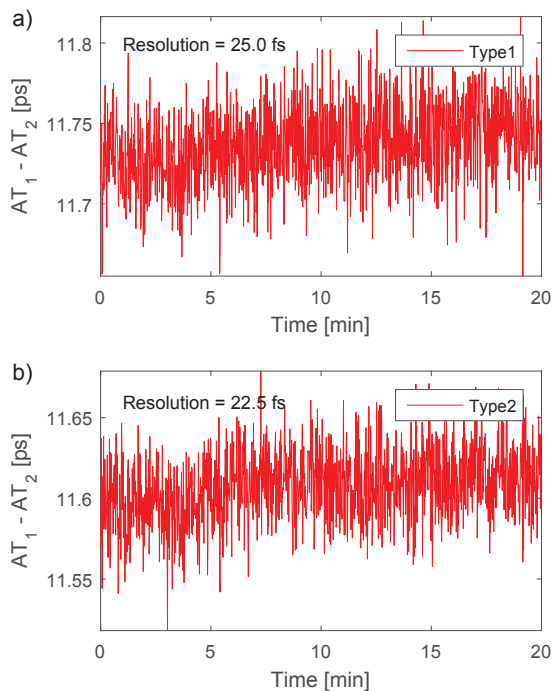 a)
Resolution = 25.0 fs
Type1
11.8
11.75
11.7
AT1 - AT2 [ps]
0 5 10 15 20
Time [min]
b)
Resolution = 22.5 fs
Type2
11.65
11.6
11.55
AT1 - AT2 [ps]
0 5 10 15 20
Time [min]